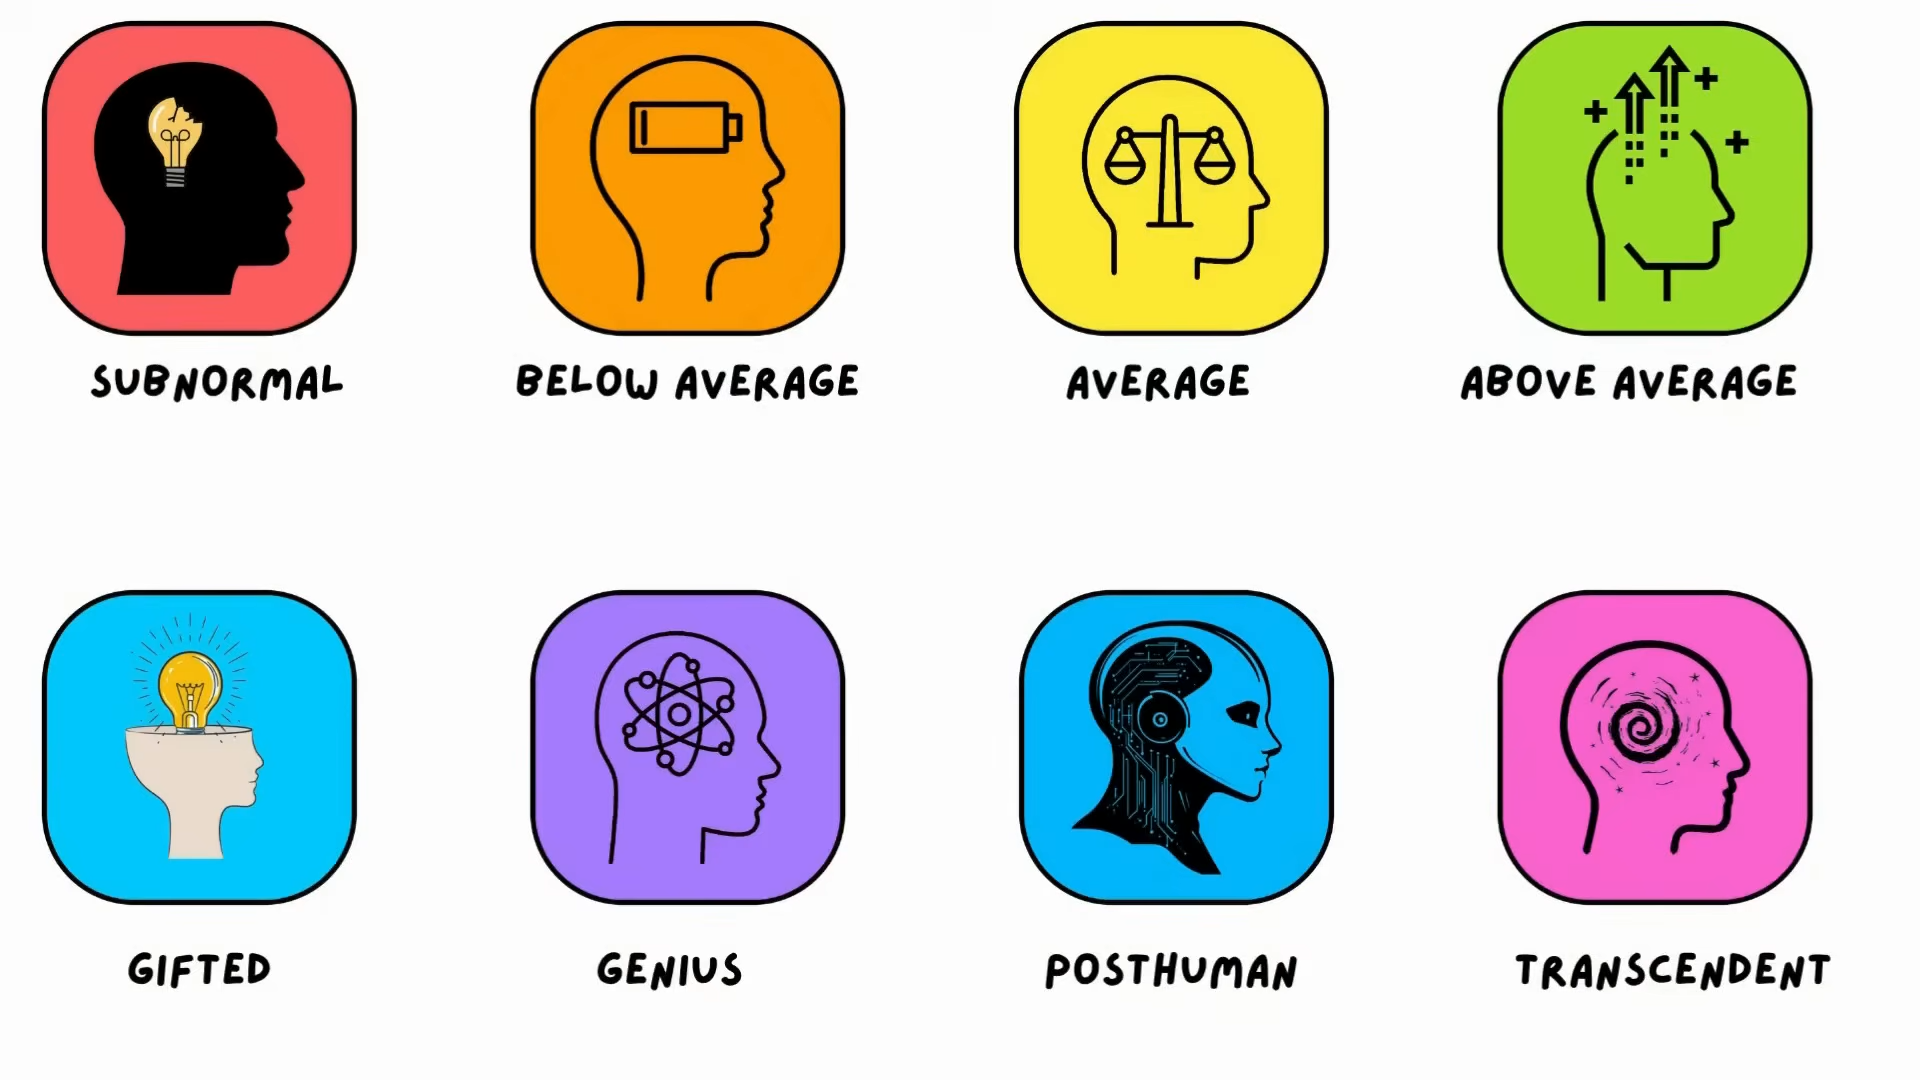 SUBNORMAL
BELOW AVERAGE
AVERAGE
ABOVE AVERAGE
GIFTED
GENIUS
POSTHUMAN
TRANSCENDENT